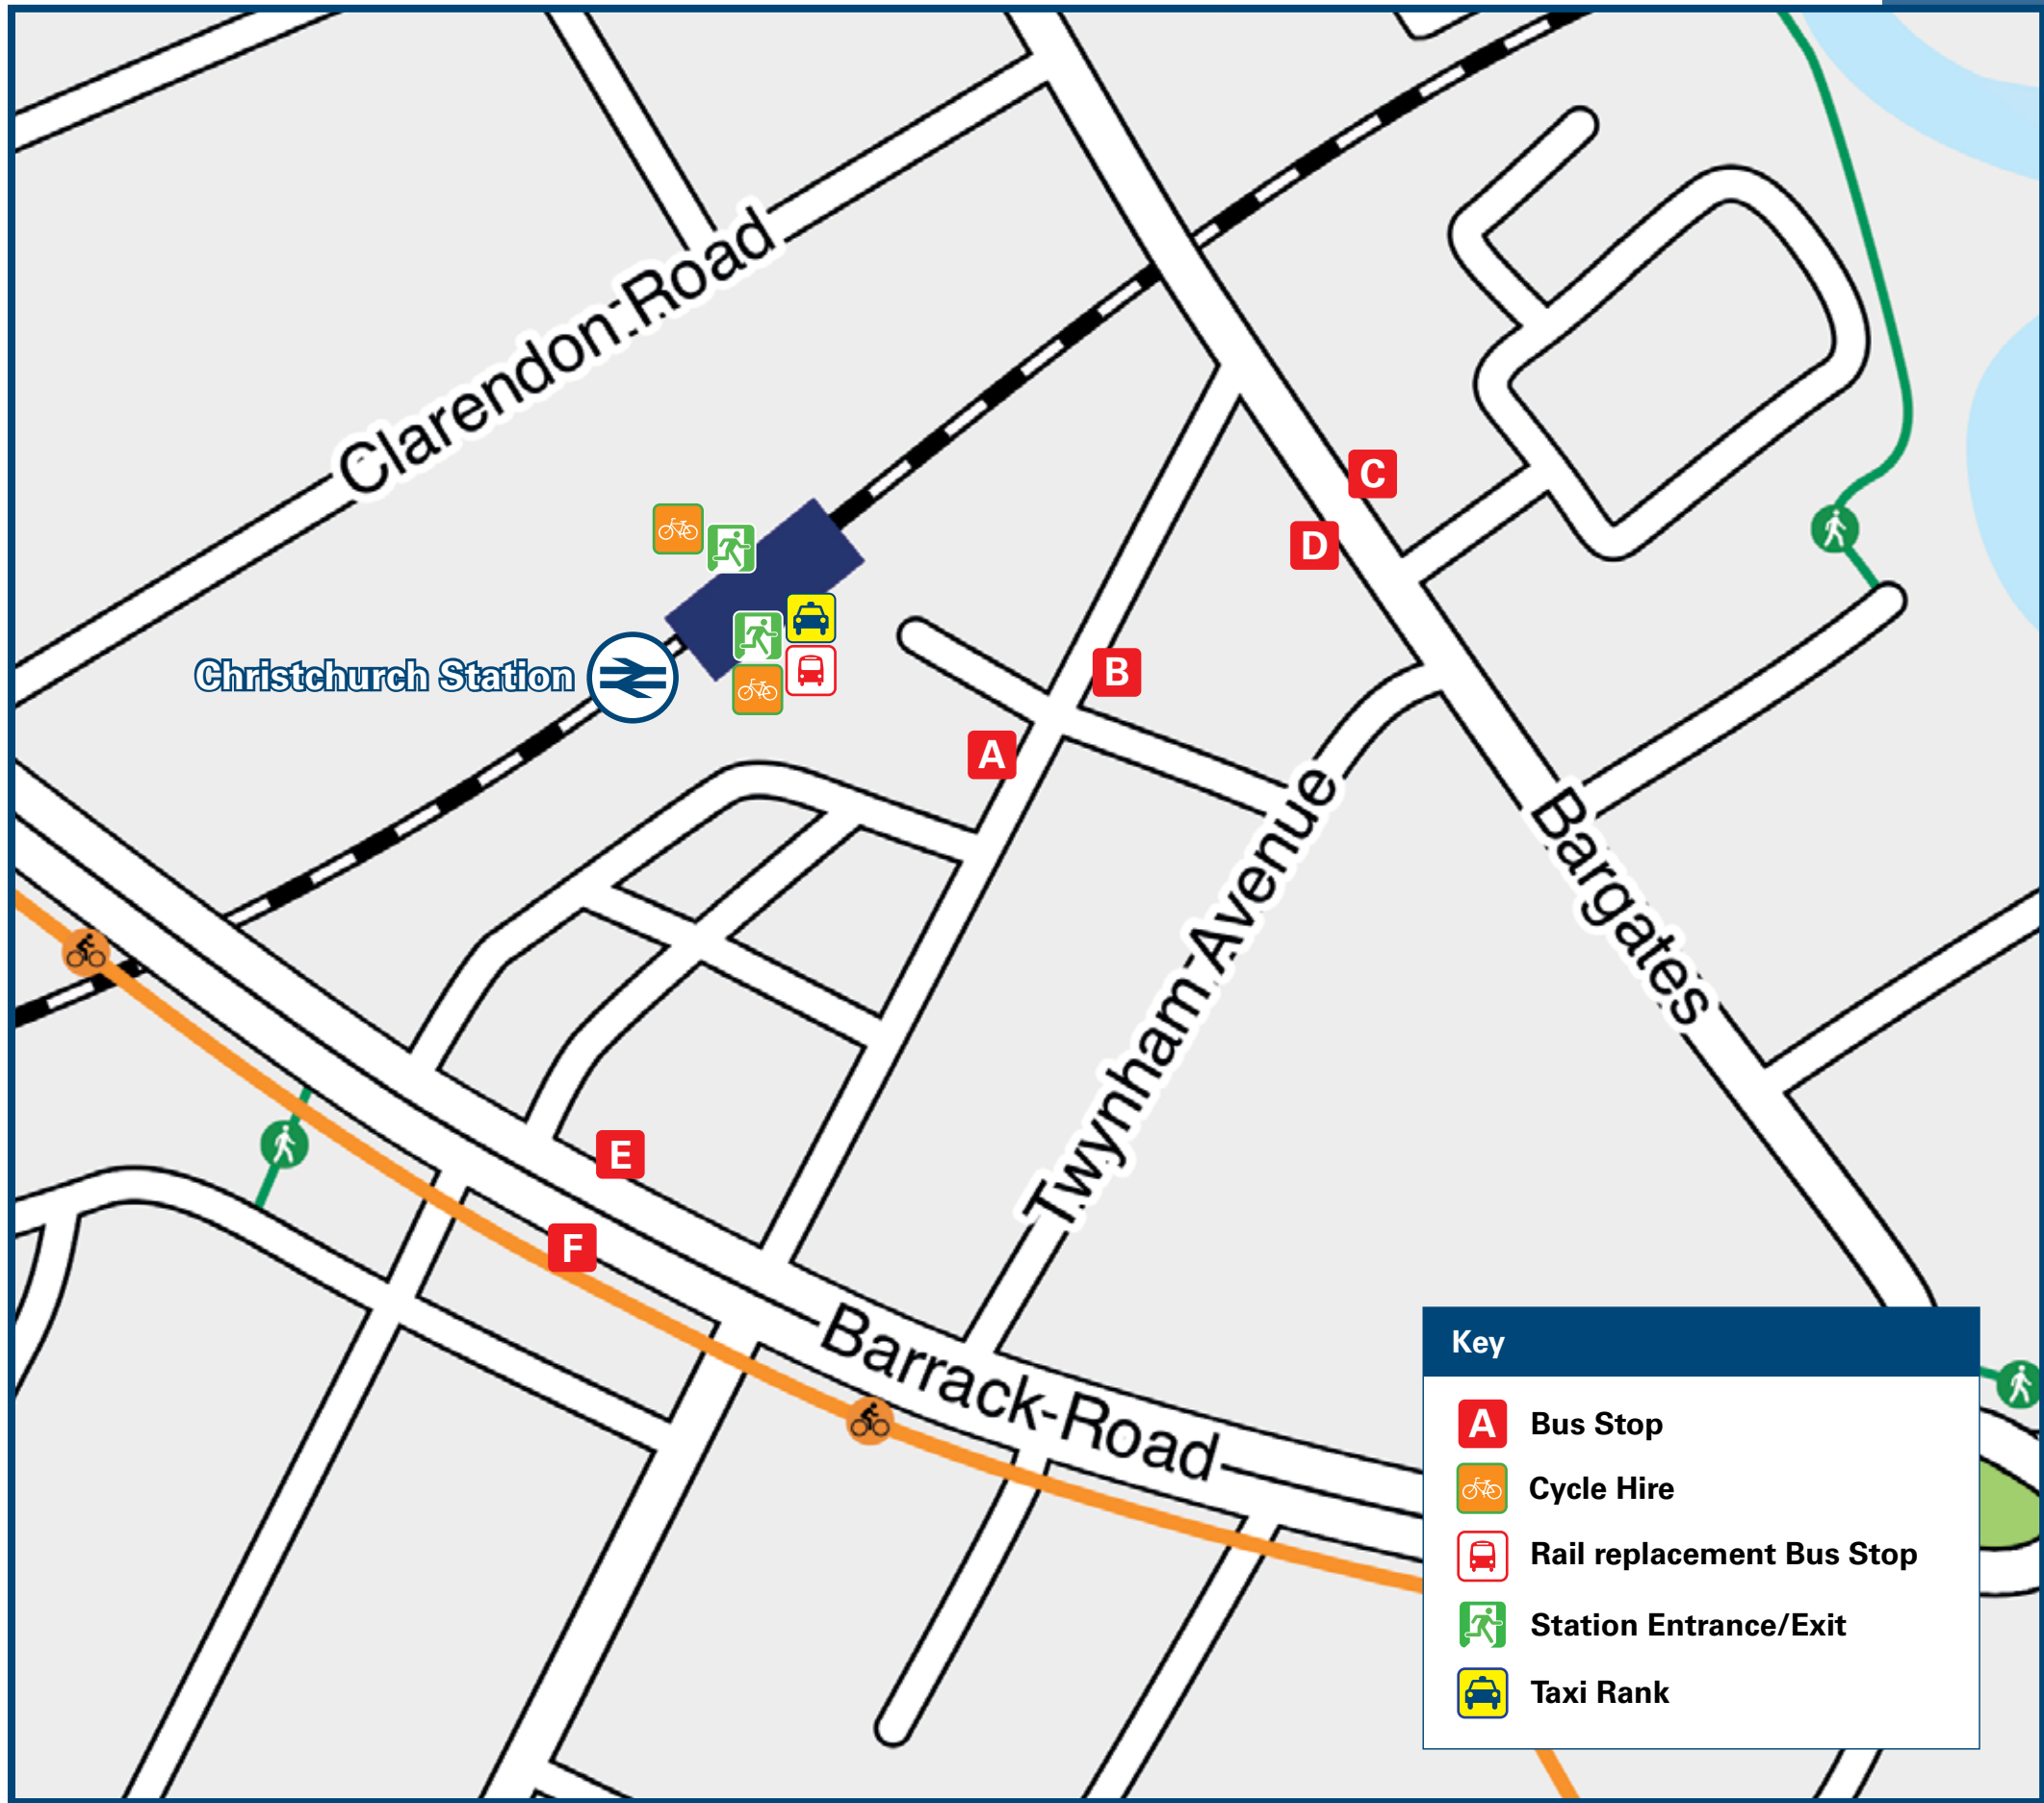 Clarendon Road
C
D
Christchurch Station
B
A
Twynham Avenue
Bargates
E
F
Barrack Road
Key
A Bus Stop
Cycle Hire
Rail replacement Bus Stop
Station Entrance/Exit
Taxi Rank